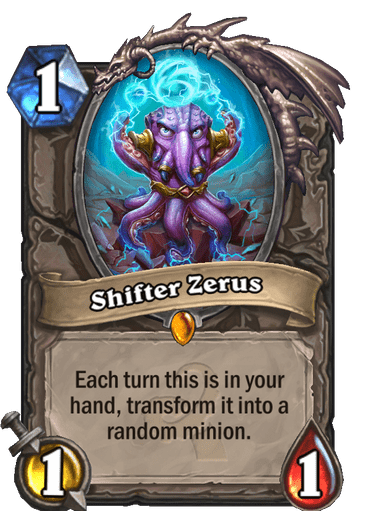 1
Shifter Zerus
Each turn this is in your
hand, transform it into a
random minion.
1
1